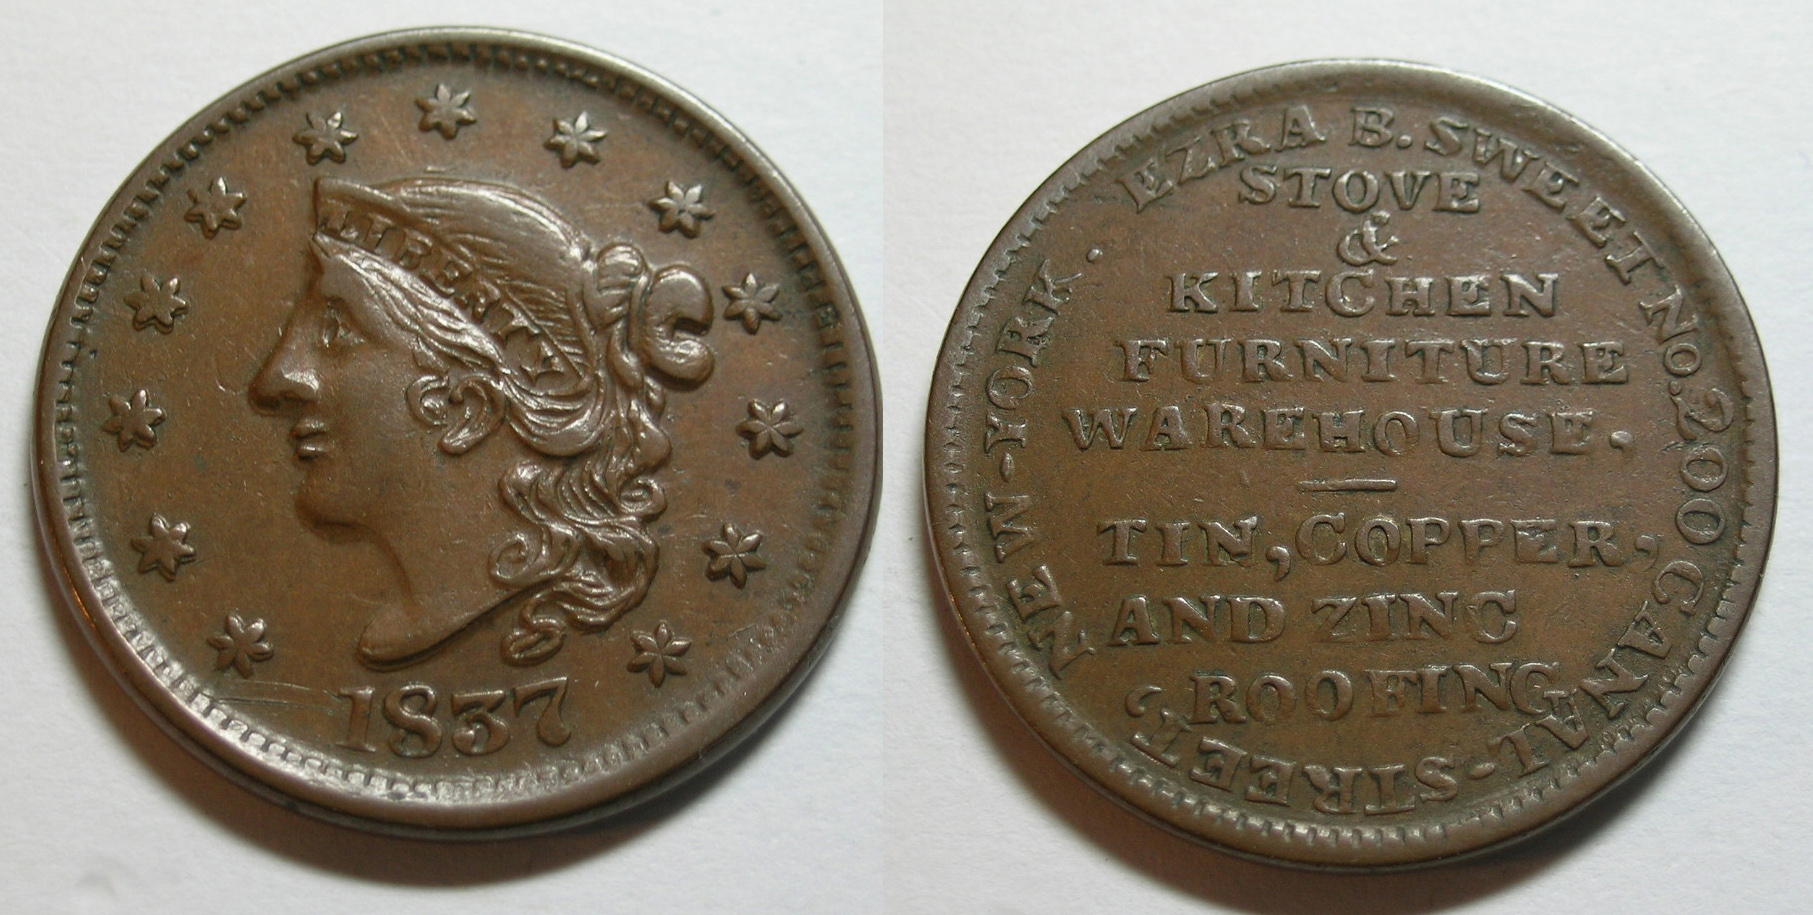 LIBERTY
1837
EZRA B. SWEET No. 200 CANAL-STREET, NEW-YORK.
STOVE
&
KITCHEN
FURNITURE
WAREHOUSE.
TIN, COPPER,
AND ZINC
ROOFING